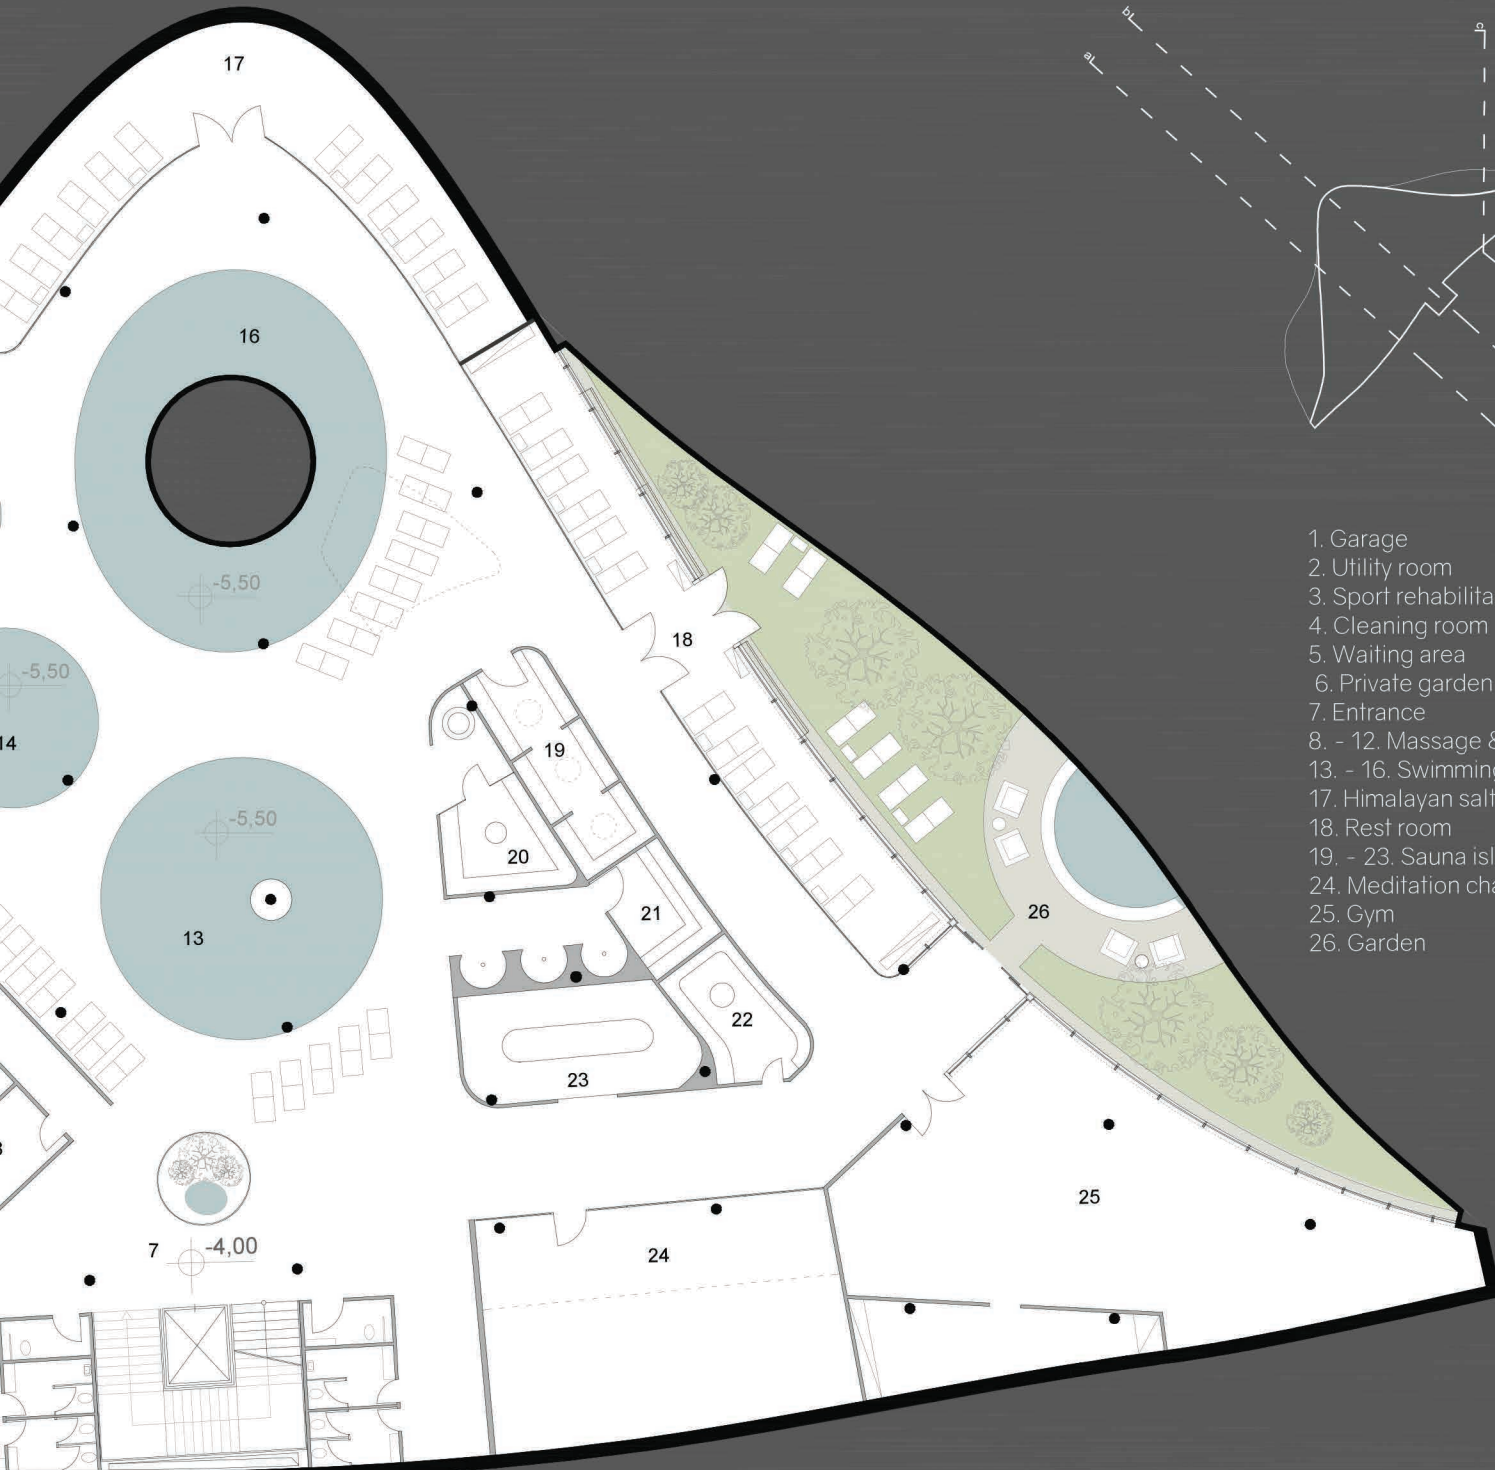 17
b
a
c
16
-5,50
18
-5,50
14
19
-5,50
20
13
21
26
22
23
25
7
-4,00
24
1. Garage
2. Utility room
3. Sport rehabilita
4. Cleaning room
5. Waiting area
6. Private garden
7. Entrance
8. - 12. Massage &
13. - 16. Swimming
17. Himalayan salt
18. Rest room
19. - 23. Sauna isl
24. Meditation cha
25. Gym
26. Garden